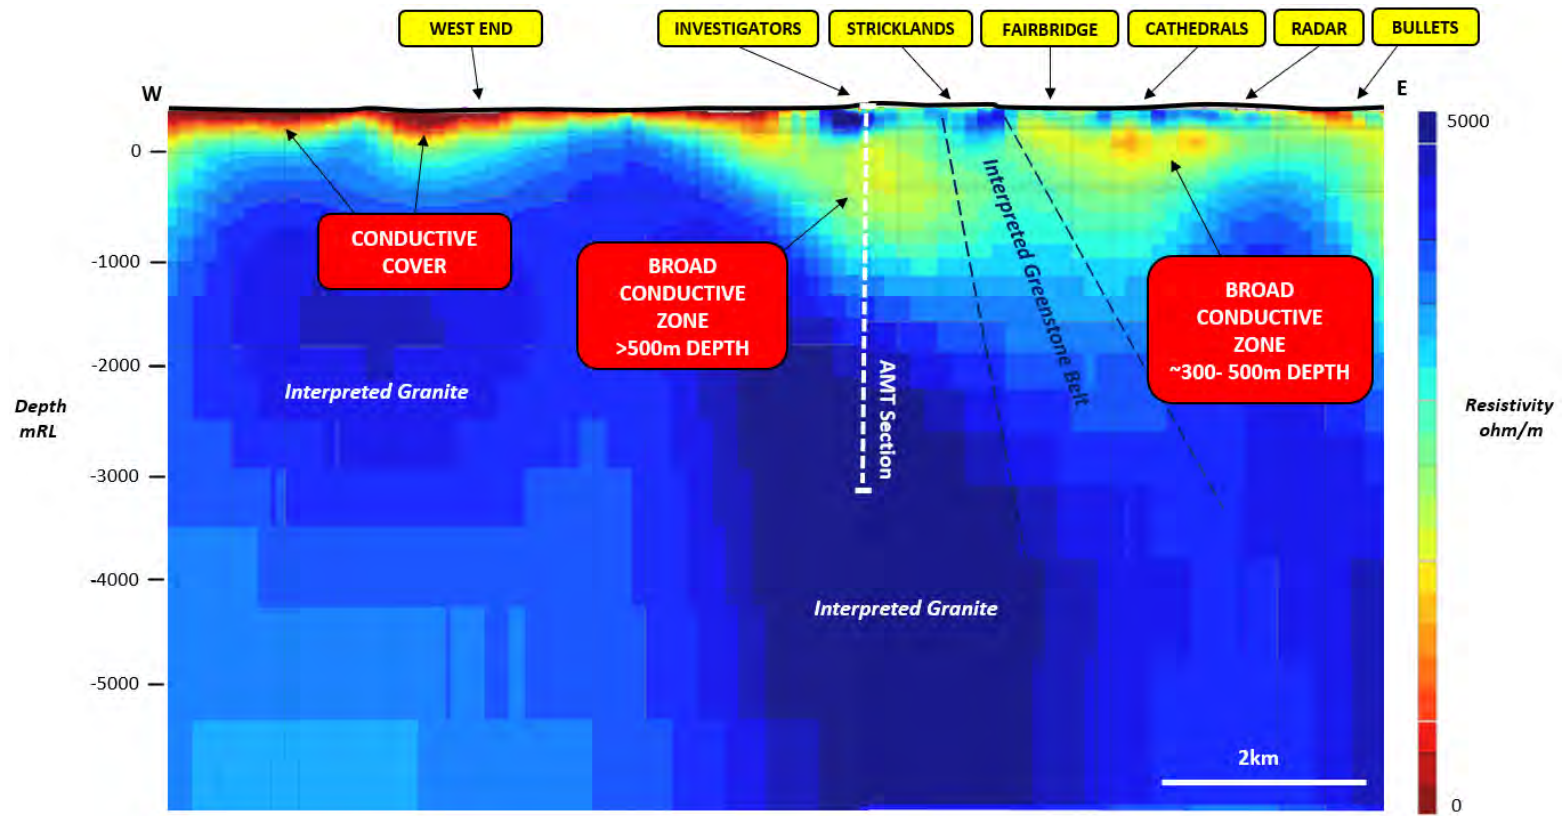 WEST END
INVESTIGATORS
STRICKLANDS
FAIRBRIDGE
CATHEDRALS
RADAR
BULLETS
W
E
5000
0
CONDUCTIVE
COVER
BROAD
CONDUCTIVE
ZONE
>500m DEPTH
Interpreted Greenstone Belt
BROAD
CONDUCTIVE
ZONE
~300- 500m DEPTH
-1000
-2000
Interpreted Granite
AMT Section
Depth
mRL
Resistivity
ohm/m
-3000
-4000
Interpreted Granite
-5000
2km
0